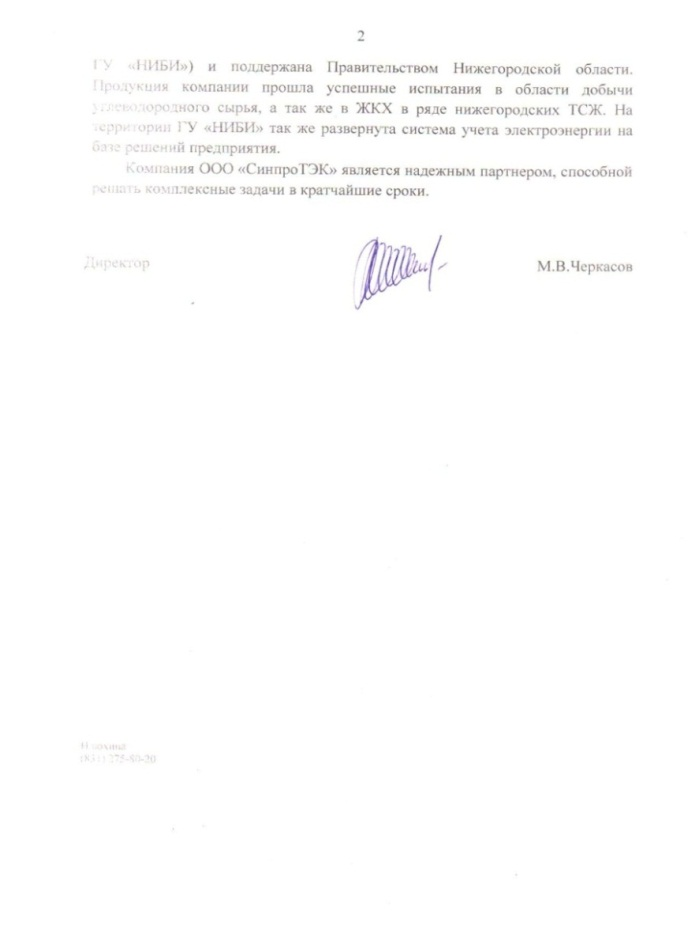 2
ГУ «НИБИ») и поддержана Правительством Нижегородской области.
Продукция компании прошла успешные испытания в области добычи
углеводородного сырья, а так же в ЖКХ в ряде нижегородских ТСЖ. На
территории ГУ «НИБИ» так же развернута система учета электроэнергии на
базе решений предприятия.
Компания ООО «СинпроТЭК» является надежным партнером, способной
решать комплексные задачи в кратчайшие сроки.
Директор
М.В.Черкасов
(831) 275-80-20